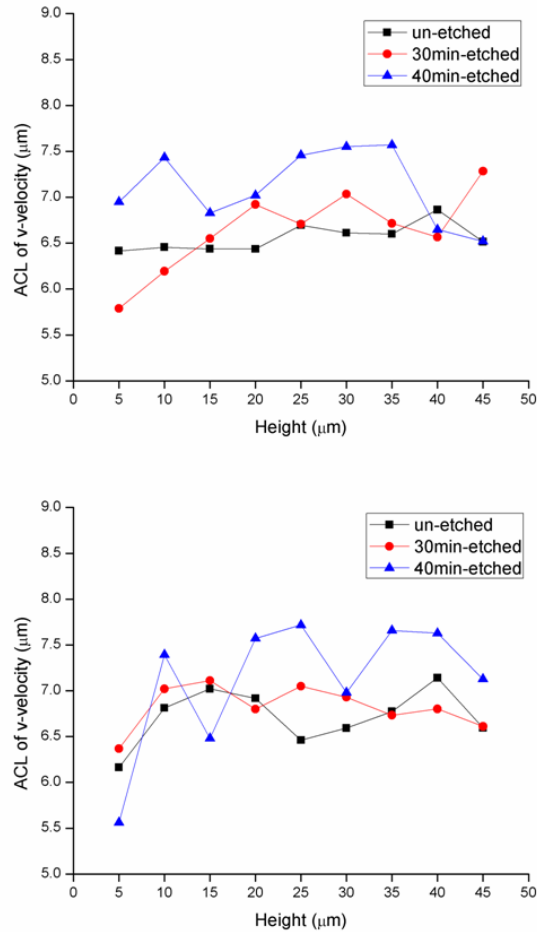 9.0
8.5
8.0
7.5
7.0
6.5
6.0
5.5
5.0
ACL of v-velocity (μm)
un-etched
30min-etched
40min-etched
0 5 10 15 20 25 30 35 40 45 50
Height (μm)
9.0
8.5
8.0
7.5
7.0
6.5
6.0
5.5
5.0
ACL of v-velocity (μm)
un-etched
30min-etched
40min-etched
0 5 10 15 20 25 30 35 40 45 50
Height (μm)